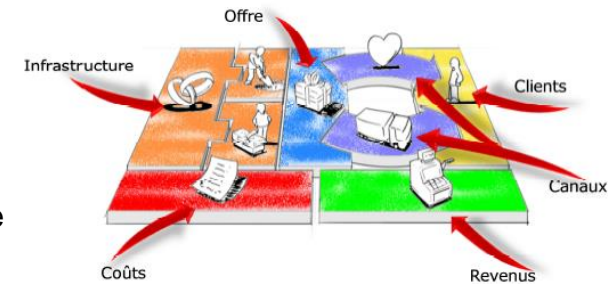 Offre
Infrastructure
Clients
Canaux
e
Coûts
Revenus